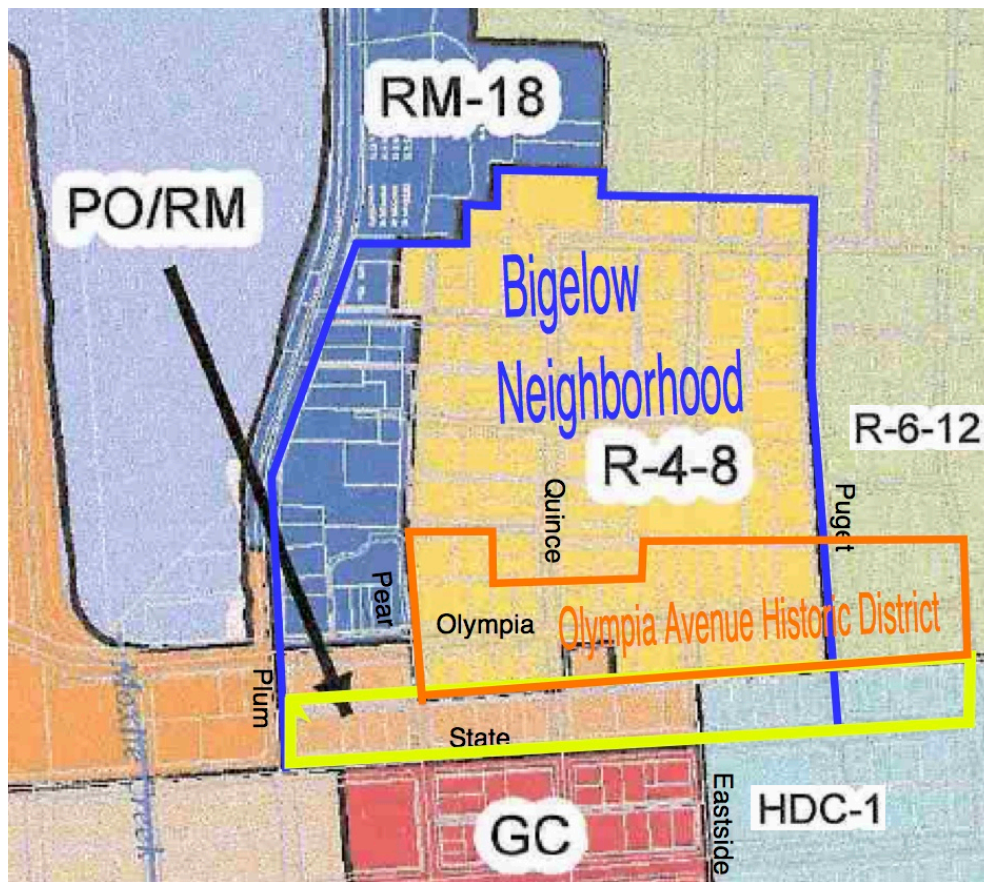 RM-18
PO/RM
Bigelow
Neighborhood
R-6-12
R-4-8
Quince
Puget
Pear
Olympia
Olympia Avenue Historic District
Plum
State
Eastside
HDC-1
GC